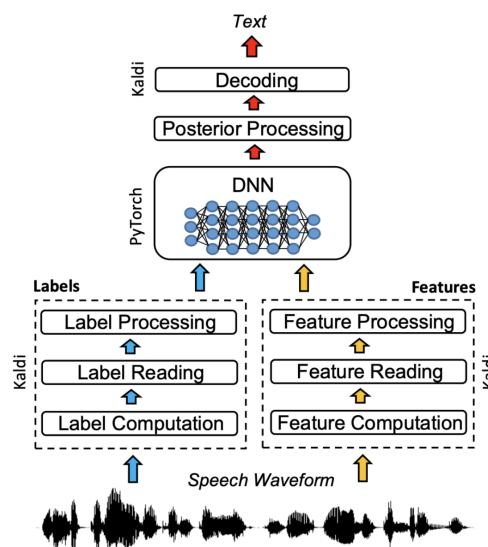 Text
Kaldi
Decoding
Posterior Processing
PyTorch
DNN
Labels
Features
Kaldi
Label Processing
Label Reading
Label Computation
Feature Processing
Feature Reading
Feature Computation
Kaldi
Speech Waveform